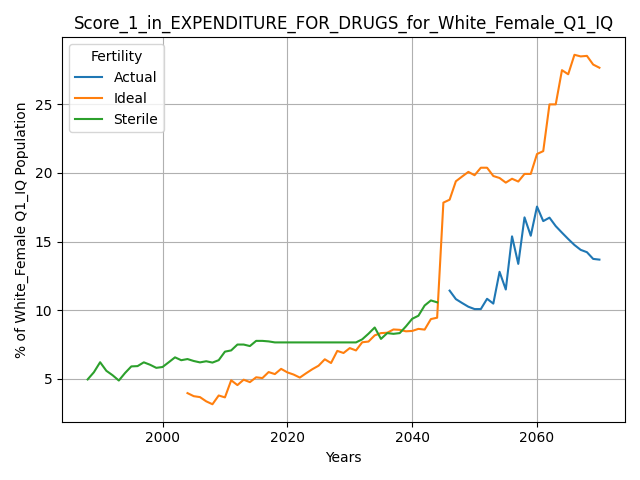 Score_1_in_EXPENDITURE_FOR_DRUGS_for_White_Female_Q1_IQ
Fertility
Actual
Ideal
Sterile
% of White_Female Q1_IQ Population
25
20
15
10
5
2000 2020 2040 2060
Years